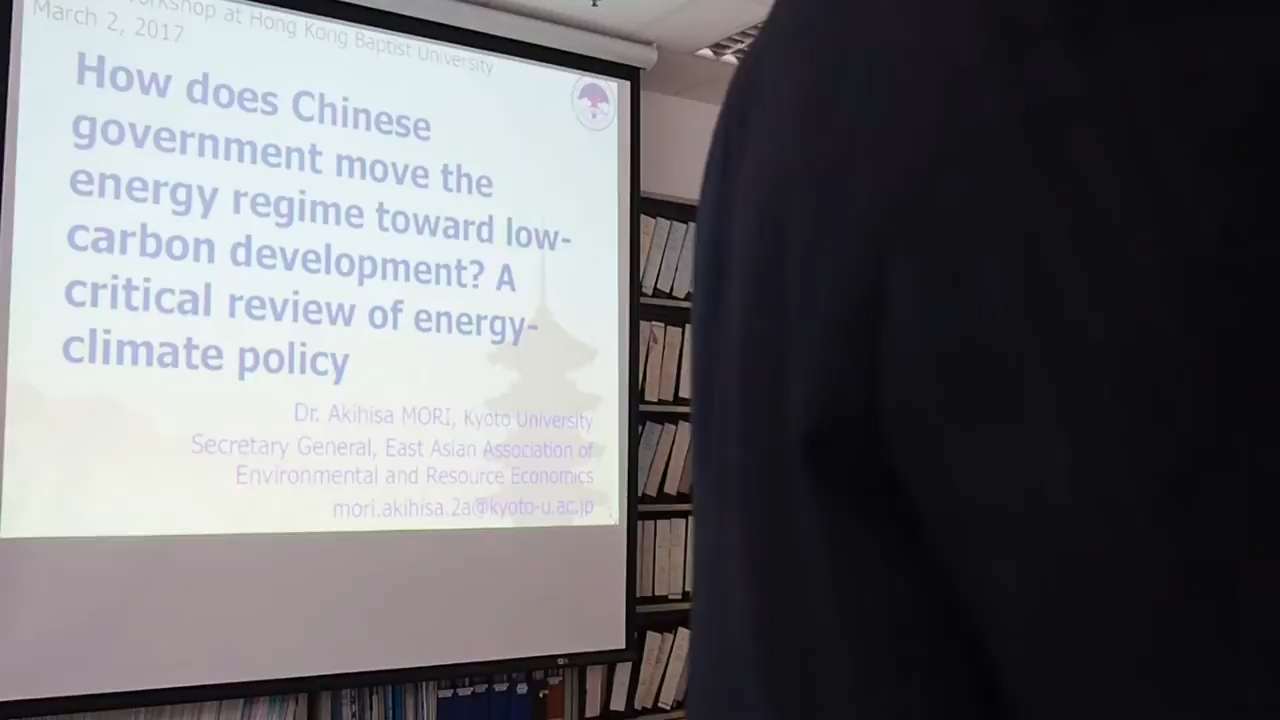 at Hong Kong Baptist University
March 2, 2017
How does Chinese
government move the
energy regime toward low-
carbon development? A
critical review of energy-
climate policy
Dr. Akihisa MORI, Kyoto University
Secretary General, East Asian Association of
Environmental and Resource Economics
mori.akihisa.2a@kyoto-u.ac.jp